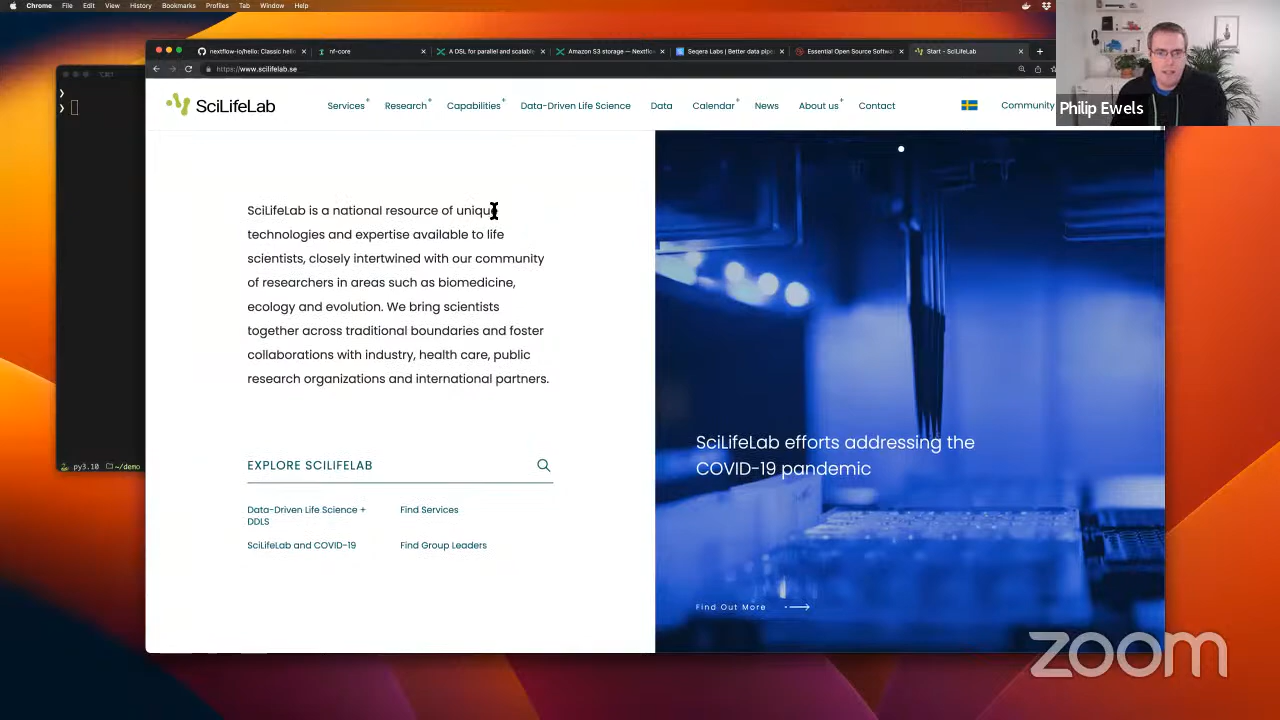 Chrome File Edit View History Bookmarks Profiles Tab Window Help
nextflow-io/hello: Classic hello
nf-core
A DSL for parallel and scalable
Amazon S3 storage — Nextflow
Seqera Labs | Better data pipe
Essential Open Source Software
Start - SciLifeLab
https://www.scilifelab.se
SciLifeLab
Services
Research
Capabilities
Data-Driven Life Science
Data
Calendar
News
About us
Contact
Community
Philip Ewels
SciLifeLab is a national resource of unique
technologies and expertise available to life
scientists, closely intertwined with our community
of researchers in areas such as biomedicine,
ecology and evolution. We bring scientists
together across traditional boundaries and foster
collaborations with industry, health care, public
research organizations and international partners.
EXPLORE SCILIFELAB
Data-Driven Life Science +
DDLS
Find Services
SciLifeLab and COVID-19
Find Group Leaders
SciLifeLab efforts addressing the
COVID-19 pandemic
Find Out More
py3.10 ~/demo
zoom